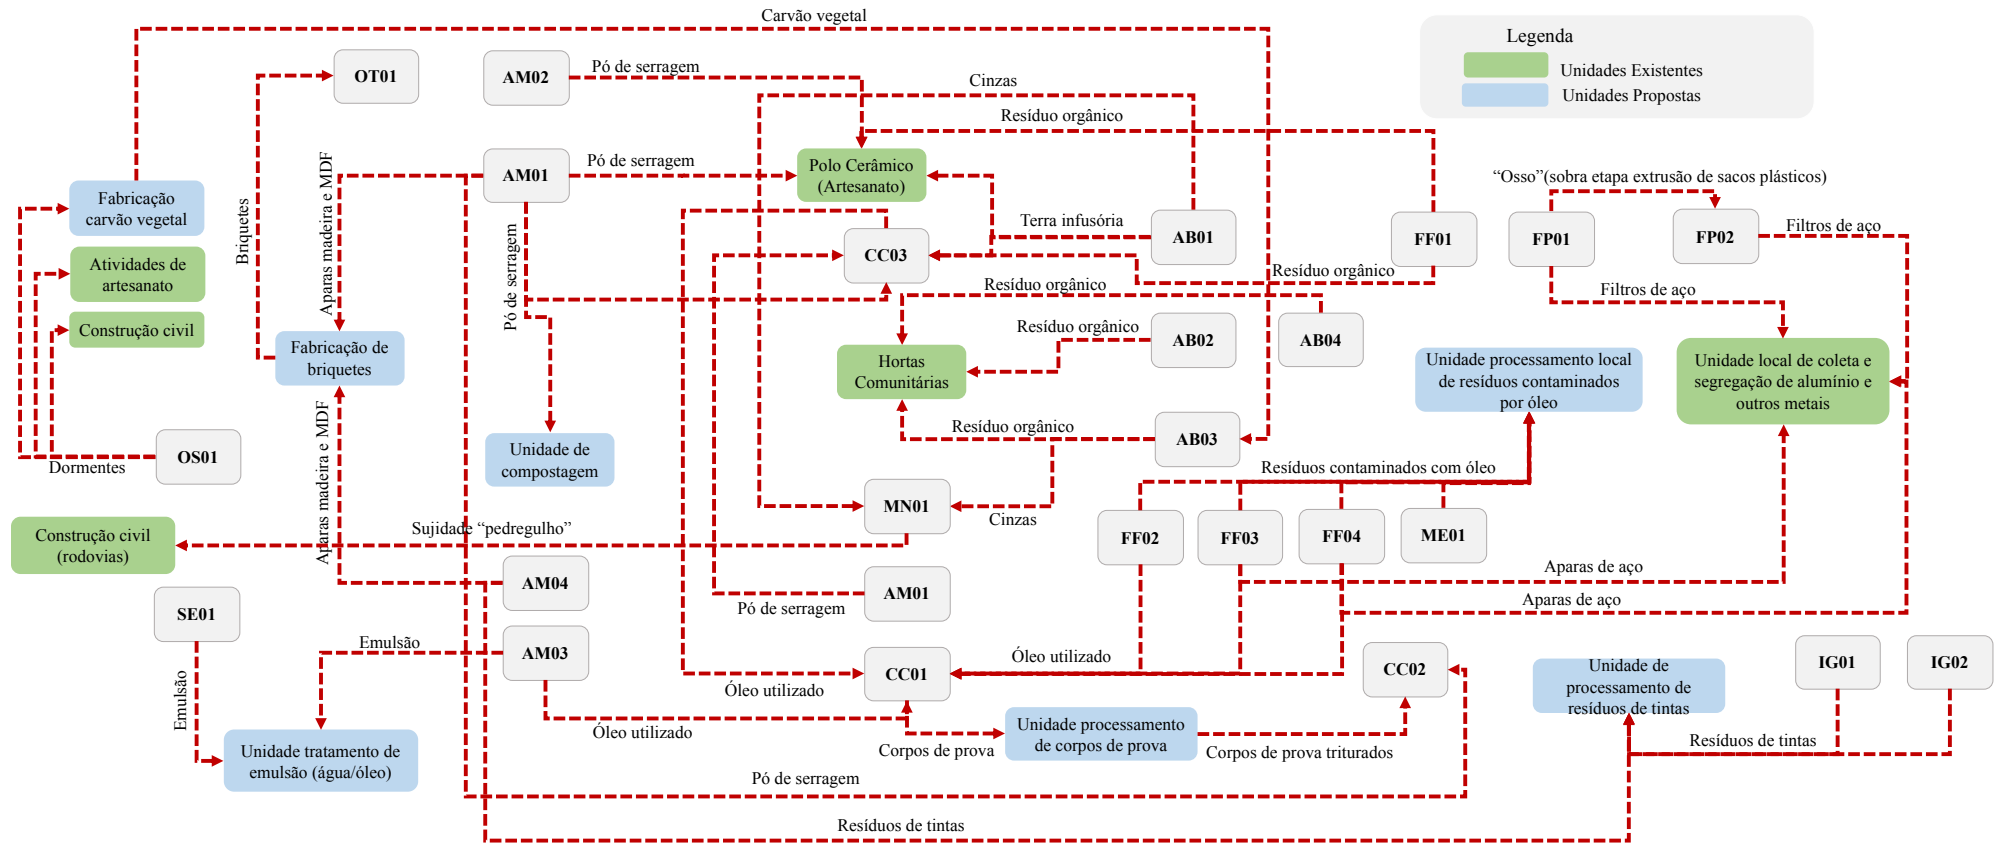 Carvão vegetal
Legenda
Unidades Existentes
Unidades Propostas
OT01
AM02
Pó de serragem
Cinzas
Resíduo orgânico
Fabricação
carvão vegetal
Atividades de
artesanato
Construção civil
Briquetes
Aparas madeira e MDF
AM01
Pó de serragem
Polo Cerâmico
(Artesanato)
Pó de serragem
CC03
Terra infusória
AB01
Resíduo orgânico
FF01
“Osso”(sobra etapa extrusão de sacos plásticos)
FP01
FP02
Filtros de aço
Filtros de aço
Resíduo orgânico
Resíduo orgânico
AB02
AB04
Fabricação de
briquetes
Hortas
Comunitárias
Unidade processamento local
de resíduos contaminados
por óleo
Unidade local de coleta e
segregação de alumínio e
outros metais
Dormentes
OS01
Aparas madeira e MDF
Unidade de
compostagem
Resíduo orgânico
AB03
Resíduos contaminados com óleo
MN01
Cinzas
Construção civil
(rodovias)
Sujidade “pedregulho”
FF02
FF03
FF04
ME01
Aparas de aço
Aparas de aço
SE01
AM04
AM01
Pó de serragem
Emulsão
Emulsão
AM03
CC01
Óleo utilizado
Óleo utilizado
Óleo utilizado
CC02
Unidade de
processamento de
resíduos de tintas
IG01
IG02
Unidade tratamento de
emulsão (água/óleo)
Corpos de prova
Unidade processamento
de corpos de prova
Corpos de prova triturados
Resíduos de tintas
Pó de serragem
Resíduos de tintas